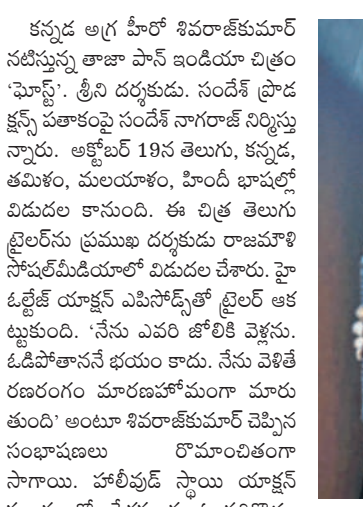 కన్నడ అగ్ర హీరో శివరాజ్‌కుమార్
నటిస్తున్న తాజా పాన్ ఇండియా చిత్రం
‘ఘోస్ట్’. శ్రీని దర్శకుడు. సందేశ్ ప్రొడ
క్షన్స్ పతాకంపై సందేశ్ నాగరాజ్ నిర్మిస్తు
న్నారు. అక్టోబర్ 19న తెలుగు, కన్నడ,
తమిళం, మలయాళం, హిందీ భాషల్లో
విడుదల కానుంది. ఈ చిత్ర తెలుగు
ట్రైలర్‌ను ప్రముఖ దర్శకుడు రాజమౌళి
సోషల్‌మీడియాలో విడుదల చేశారు. హై
ఓల్టేజ్ యాక్షన్ ఎపిసోడ్స్‌తో ట్రైలర్ ఆక
ట్టుకుంది. ‘నేను ఎవరి జోలికి వెళ్లను.
ఓడిపోతాననే భయం కాదు. నేను వెళితే
రణరంగం మారణహోమంగా మారు
తుంది’ అంటూ శివరాజ్‌కుమార్ చెప్పిన
సంభాషణలు రొమాంచితంగా
సాగాయి. హాలీవుడ్ స్థాయి యాక్షన్